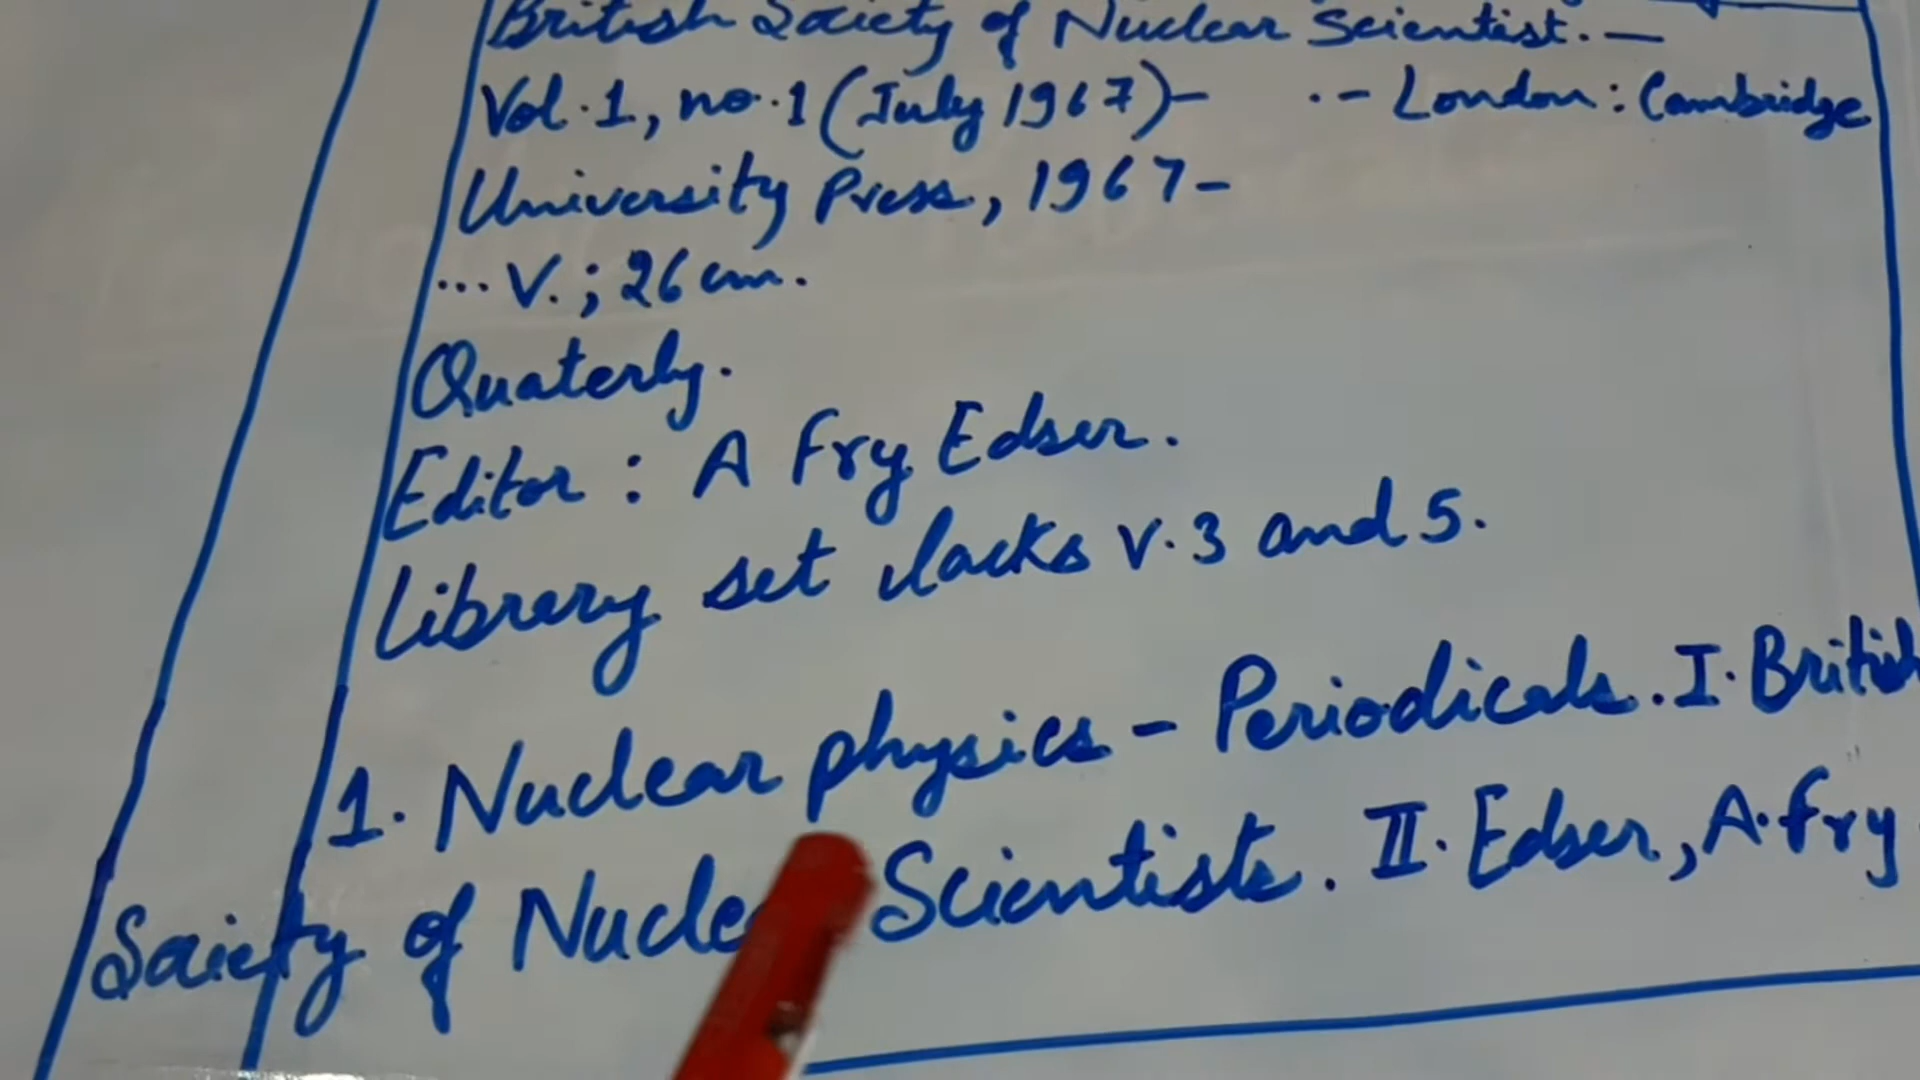 British Society of Nuclear Scientist. —
Vol. 1, no. 1 (July 1967)- . - London : Cambridge
University Press, 1967-
... V. ; 26 cm.
Quaterly.
Editor : A Fry Edser.
Library set lacks v. 3 and 5.
1. Nuclear physics - Periodicals. I. British
Society of Scientists. II. Edser, A. Fry